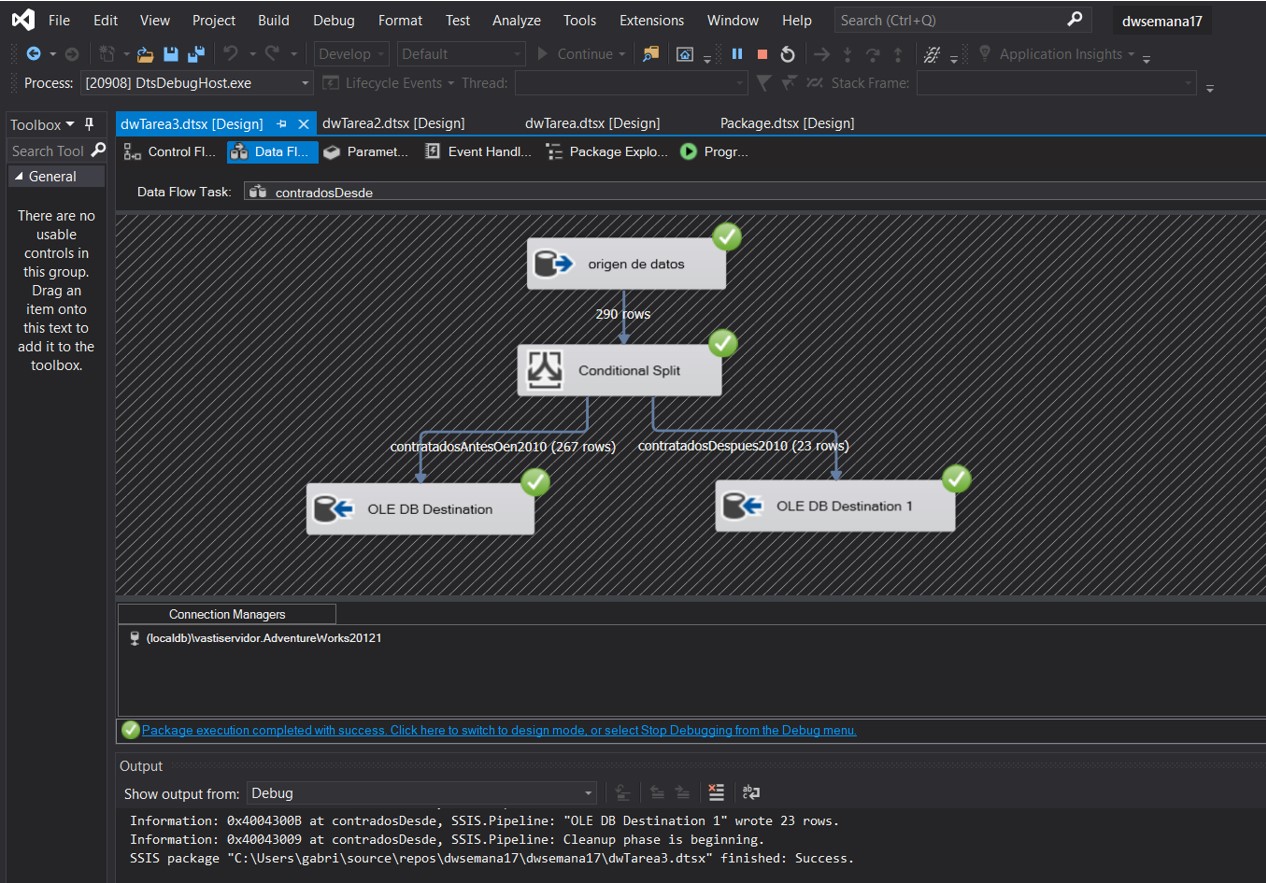 File Edit View Project Build Debug Format Test Analyze Tools Extensions Window Help Search (Ctrl+Q) dwsemana17
Develop Default Continue Application Insights
Process: [20908] DtsDebugHost.exe Lifecycle Events Thread: Stack Frame:
Toolbox
Search Tool
General
There are no
usable
controls in
this group.
Drag an
item onto
this text to
add it to the
toolbox.
dwTarea3.dtsx [Design] dwTarea2.dtsx [Design] dwTarea.dtsx [Design] Package.dtsx [Design]
Control Fl... Data Fl... Paramet... Event Handl... Package Explo... Progr...
Data Flow Task: contradosDesde
origen de datos
290 rows
Conditional Split
contratadosAntesOen2010 (267 rows) contratadosDespues2010 (23 rows)
OLE DB Destination OLE DB Destination 1
Connection Managers
(localdb)\vastiservidor.AdventureWorks20121
Package execution completed with success. Click here to switch to design mode, or select Stop Debugging from the Debug menu.
Output
Show output from: Debug
Information: 0x4004300B at contradosDesde, SSIS.Pipeline: "OLE DB Destination 1" wrote 23 rows.
Information: 0x40043009 at contradosDesde, SSIS.Pipeline: Cleanup phase is beginning.
SSIS package "C:\Users\gabri\source\repos\dwsemana17\dwsemana17\dwTarea3.dtsx" finished: Success.